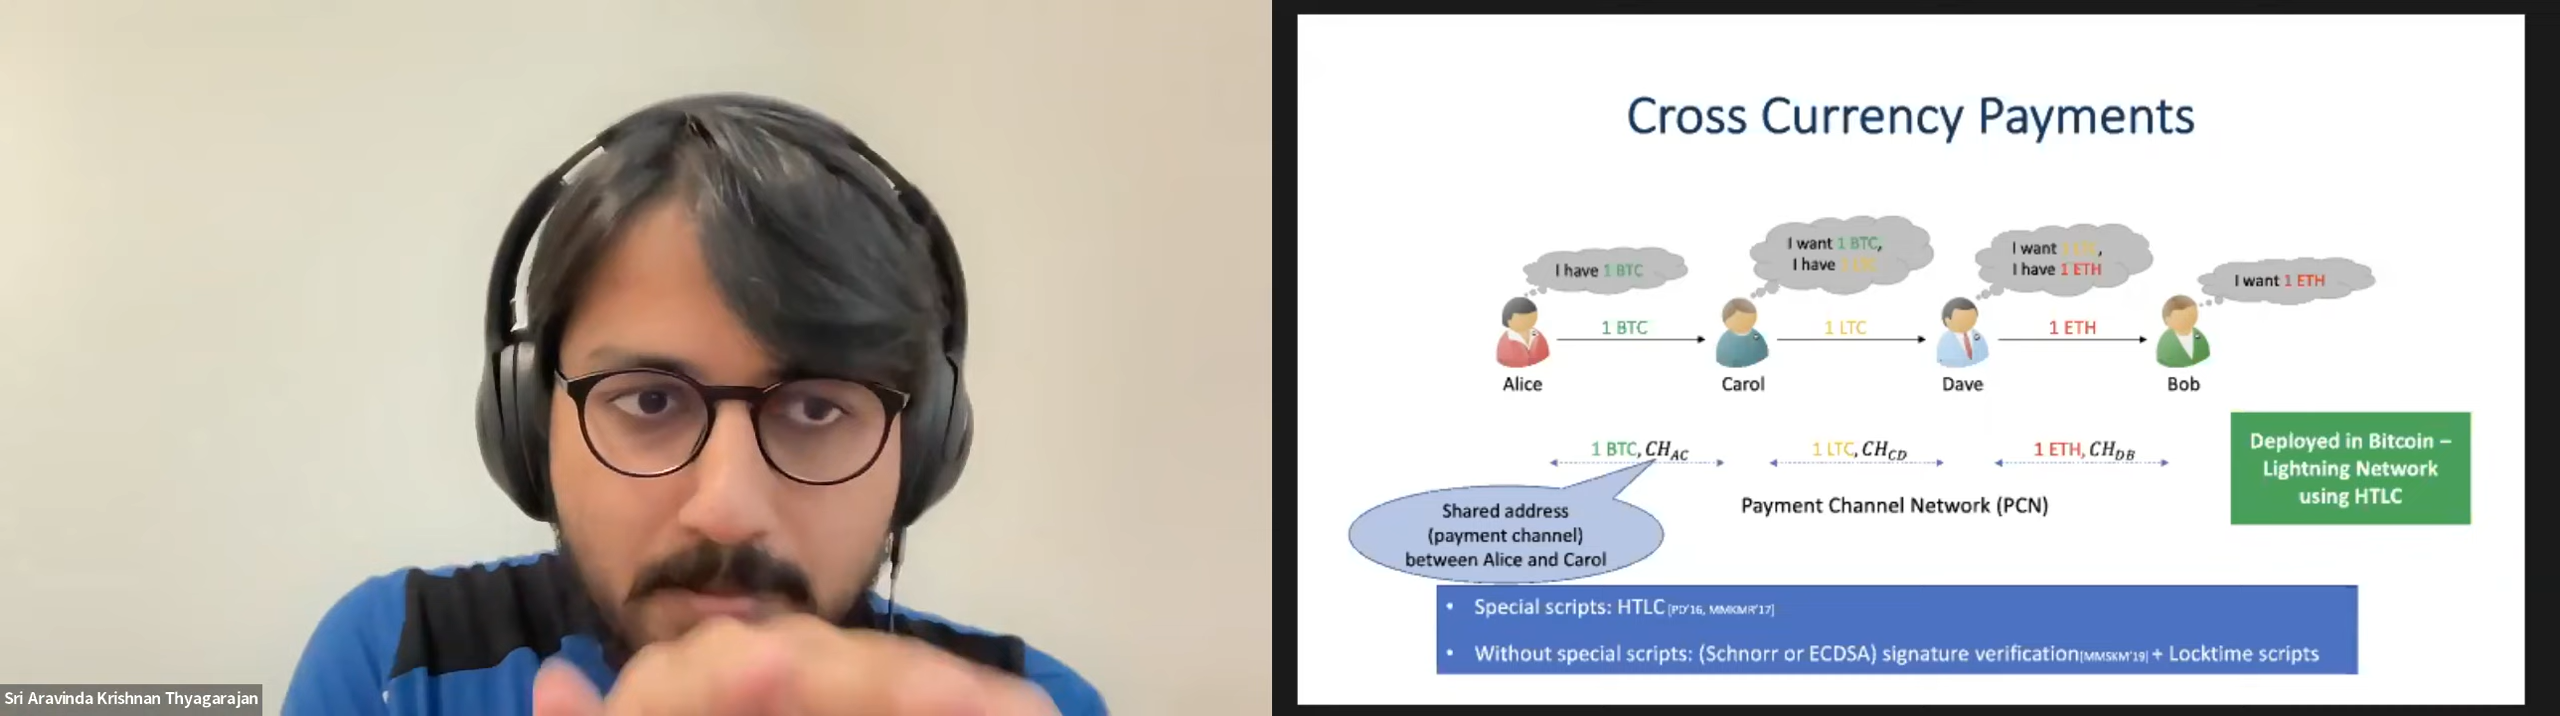 Sri Aravinda Krishnan Thyagarajan
Cross Currency Payments
I have 1 BTC
I want 1 BTC,
I have
I want ,
I have 1 ETH
I want 1 ETH
1 BTC
1 LTC
1 ETH
Alice
Carol
Dave
Bob
1 BTC, CH_AC
1 LTC, CH_CD
1 ETH, CH_DB
Shared address
(payment channel)
between Alice and Carol
Payment Channel Network (PCN)
Deployed in Bitcoin –
Lightning Network
using HTLC
• Special scripts: HTLC [PD'16, MMKMR'17]
• Without special scripts: (Schnorr or ECDSA) signature verification[MMSKM'19] + Locktime scripts